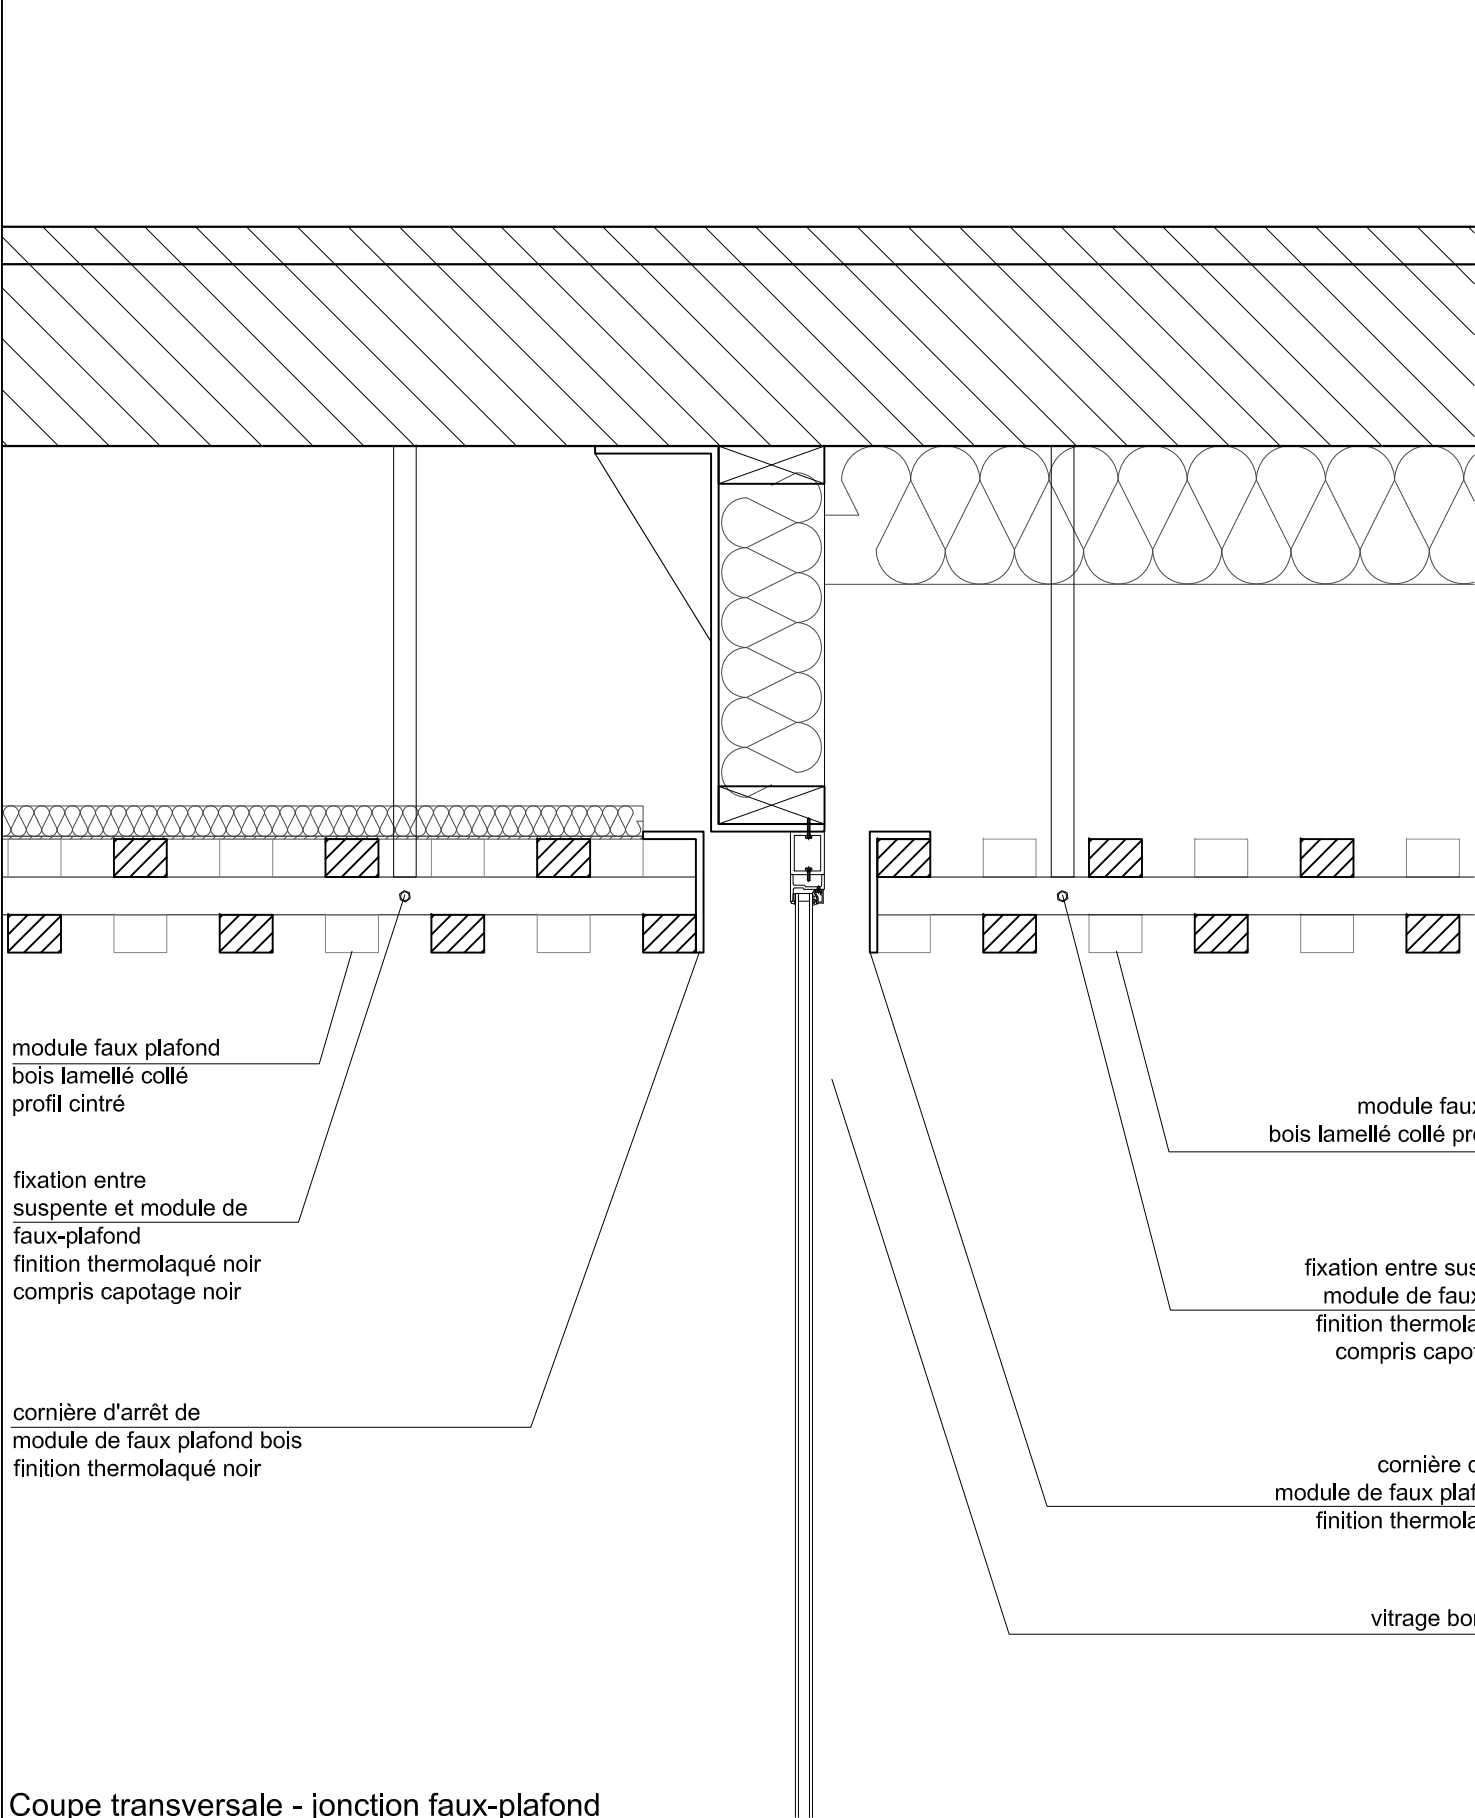 module faux plafond
bois lamellé collé
profil cintré
fixation entre
suspente et module de
faux-plafond
finition thermolaqué noir
compris capotage noir
cornière d'arrêt de
module de faux plafond bois
finition thermolaqué noir
module faux
bois lamellé collé
fixation entre
module de faux
finition
compris
cornière
module de faux
finition
vitrage
Coupe transversale - jonction faux-plafond